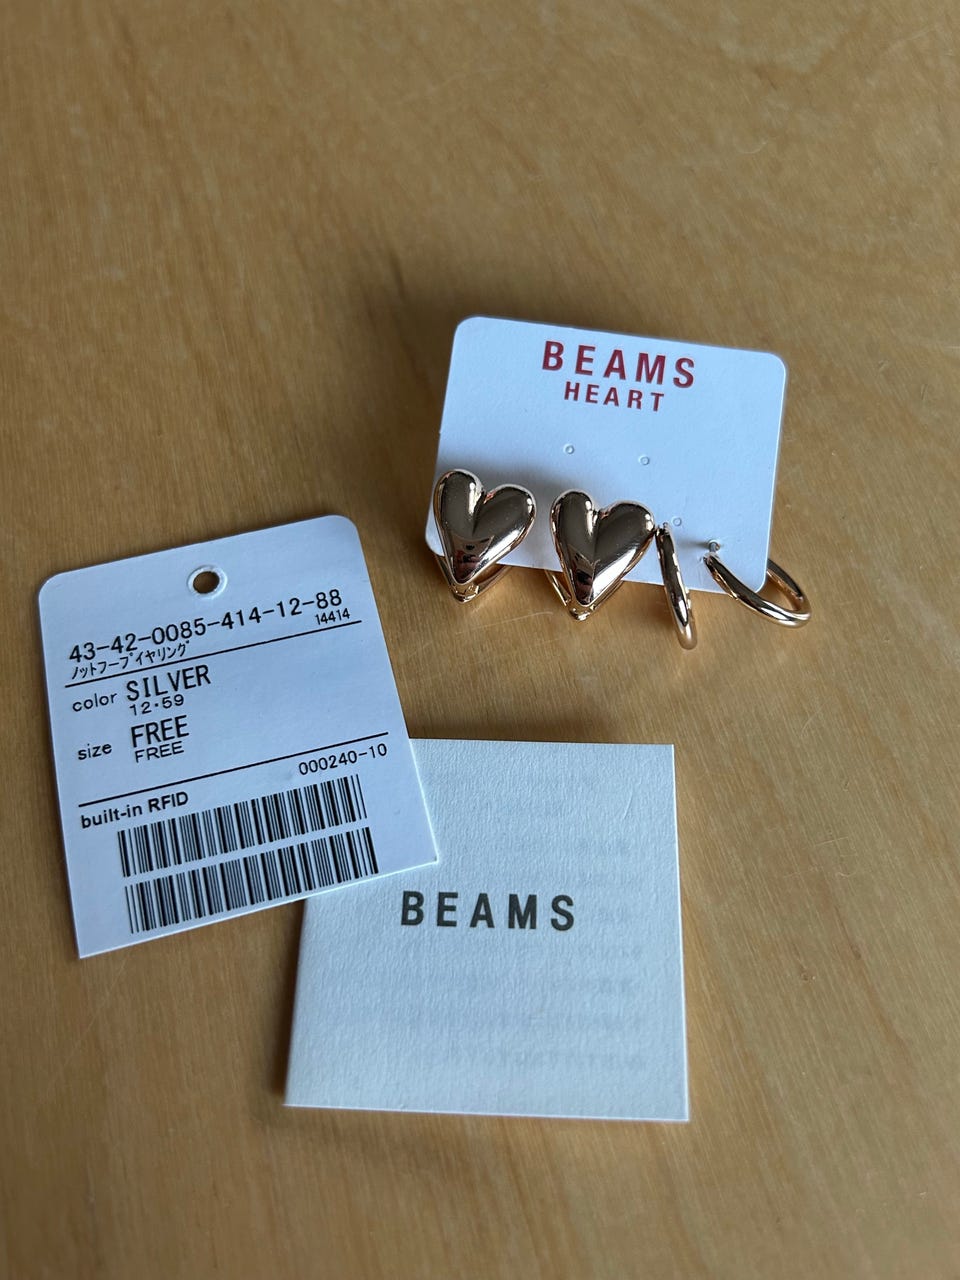 BEAMS
HEART
43-42-0085-414-12-88
14414
ノットフープイヤリング
color SILVER
12·59
size FREE
FREE
000240-10
built-in RFID
BEAMS